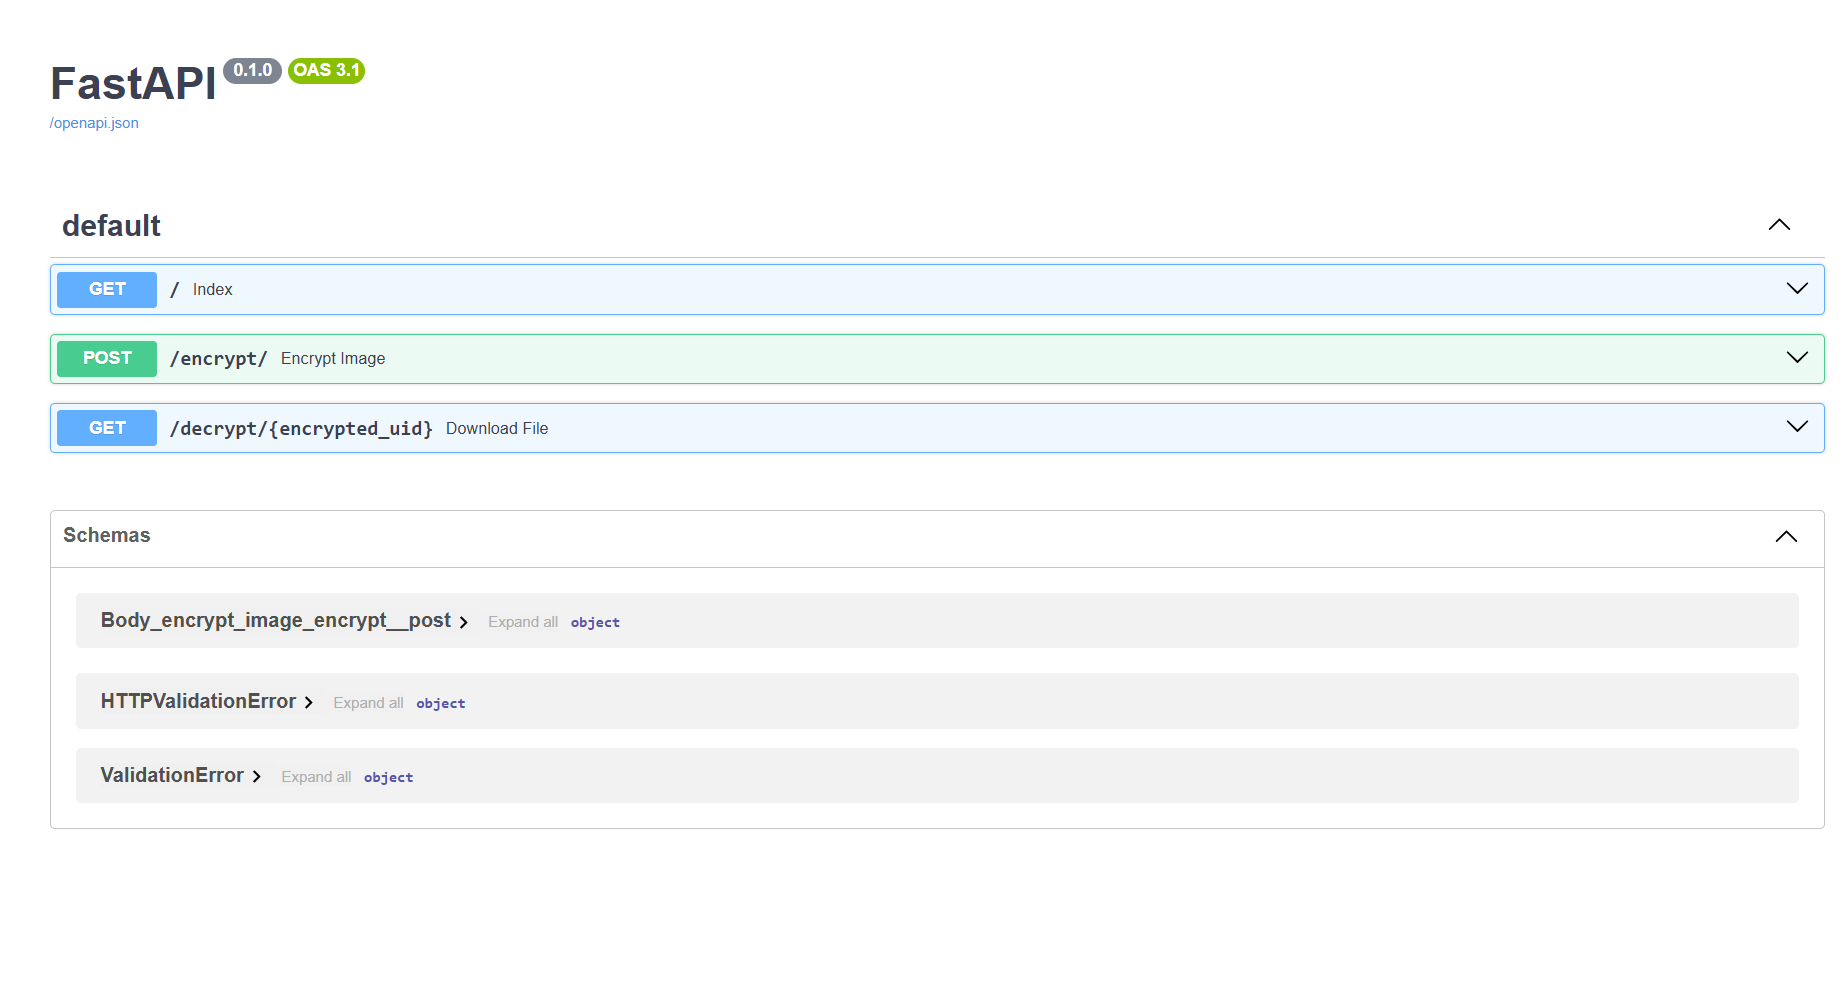 FastAPI 0.1.0 OAS 3.1
/openapi.json
default
GET / Index
POST /encrypt/ Encrypt Image
GET /decrypt/{encrypted_uid} Download File
Schemas
Body_encrypt_image_encrypt__post Expand all object
HTTPValidationError Expand all object
ValidationError Expand all object